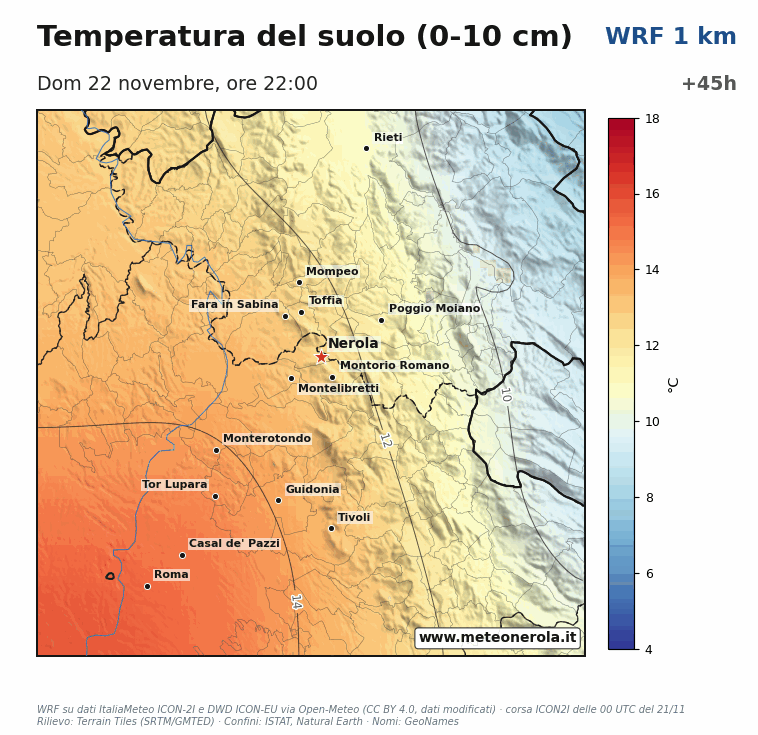 Temperatura del suolo (0-10 cm)
WRF 1 km
Dom 22 novembre, ore 22:00
+45h
Rieti
Mompeo
Fara in Sabina
Toffia
Poggio Moiano
Nerola
Montorio Romano
Montelibretti
Monterotondo
Tor Lupara
Guidonia
Tivoli
Casal de' Pazzi
Roma
10
12
14
www.meteonerola.it
18
16
14
12
10
8
6
4
°C
WRF su dati ItaliaMeteo ICON-2I e DWD ICON-EU via Open-Meteo (CC BY 4.0, dati modificati) · corsa ICON2I delle 00 UTC del 21/11
Rilievo: Terrain Tiles (SRTM/GMTED) · Confini: ISTAT, Natural Earth · Nomi: GeoNames